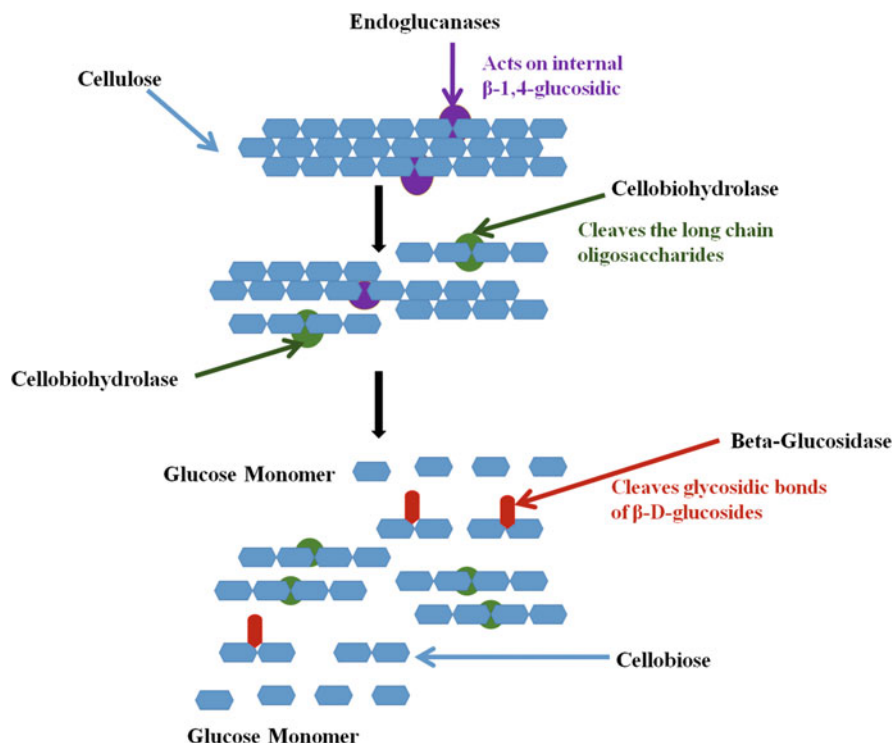 Endoglucanases
Acts on internal
β-1,4-glucosidic
Cellulose
Cellobiohydrolase
Cleaves the long chain
oligosaccharides
Cellobiohydrolase
Beta-Glucosidase
Glucose Monomer
Cleaves glycosidic bonds
of β-D-glucosides
Cellobiose
Glucose Monomer